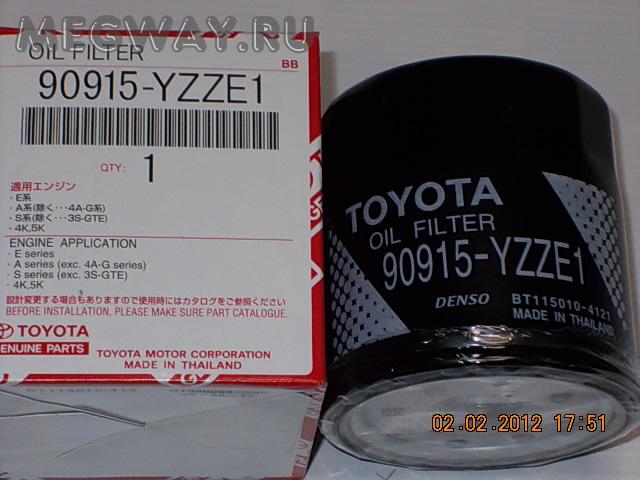 MEGWAY.RU
OIL FILTER
BB
90915-YZZE1
QTY: 1
適用エンジン
・E系
・A系(除く・・・4A-G系)
・S系(除く・・・3S-GTE)
・4K,5K
ENGINE APPLICATION
・E series
・A series (exc. 4A-G series)
・S series (exc. 3S-GTE)
・4K,5K
設計変更する場合もありますので使用時にはカタログをご参照ください。
BEFORE INSTALLATION, PLEASE MAKE SURE PART CATALOGUE.
TOYOTA
GENUINE PARTS
TOYOTA MOTOR CORPORATION
MADE IN THAILAND
TOYOTA
OIL FILTER
90915-YZZE1
DENSO
BT115010-4121
MADE IN THAILAND
02.02.2012 17:51